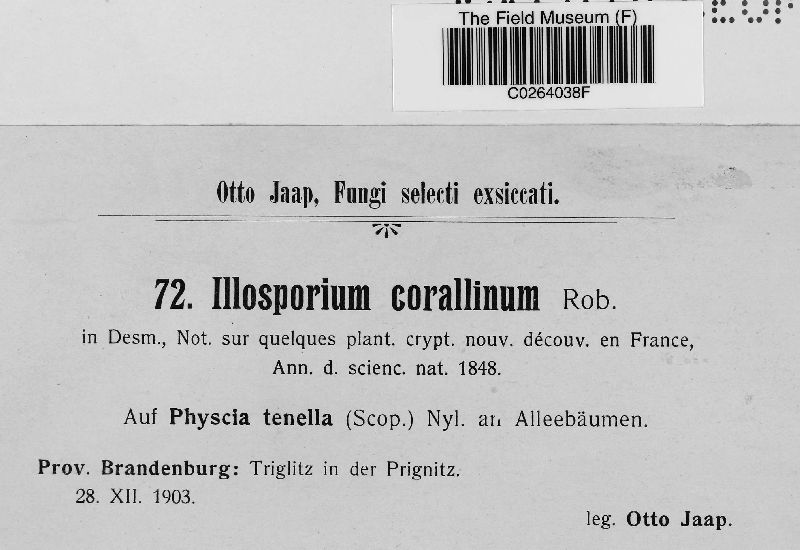 The Field Museum (F)
C0264038F
Otto Jaap, Fungi selecti exsiccati.
72. Illosporium corallinum Rob.
in Desm., Not. sur quelques plant. crypt. nouv. découv. en France,
Ann. d. scienc. nat. 1848.
Auf Physcia tenella (Scop.) Nyl. an Alleebäumen.
Prov. Brandenburg: Triglitz in der Prignitz.
28. XII. 1903.
leg. Otto Jaap.